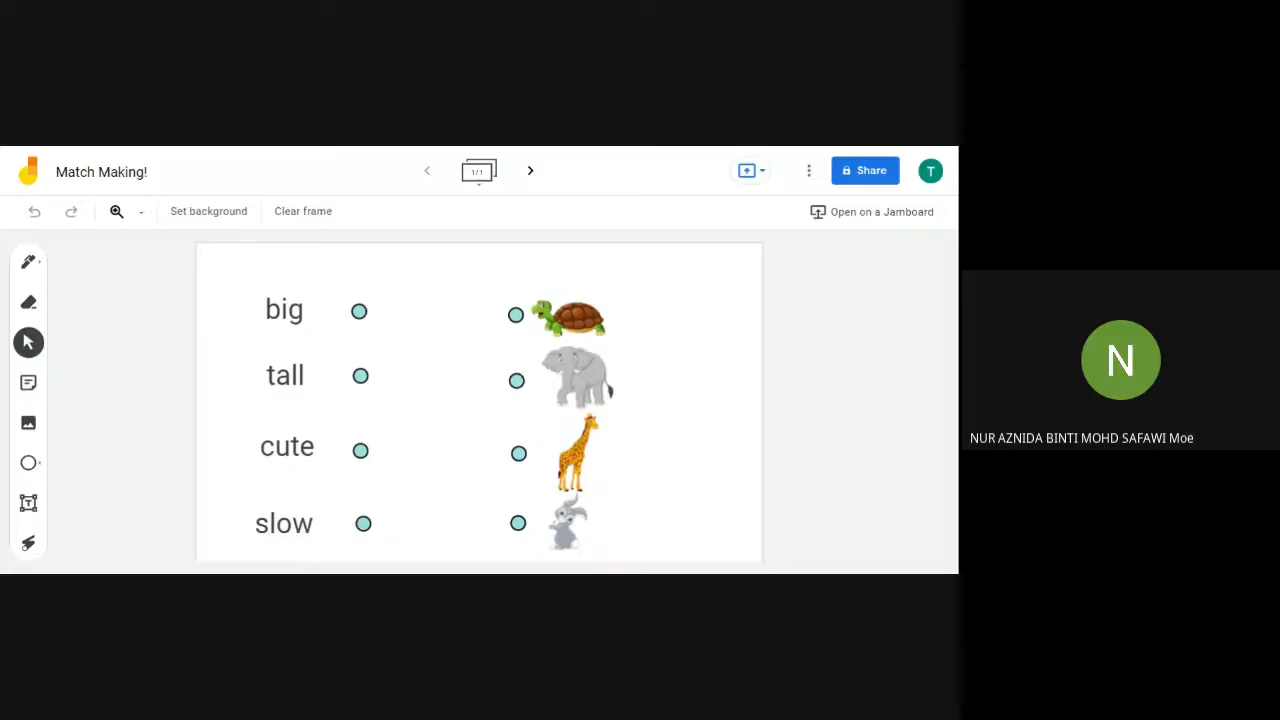 Match Making!
1/1
Share
T
Set background
Clear frame
Open on a Jamboard
big
tall
cute
slow
N
NUR AZNIDA BINTI MOHD SAFAWI Moe